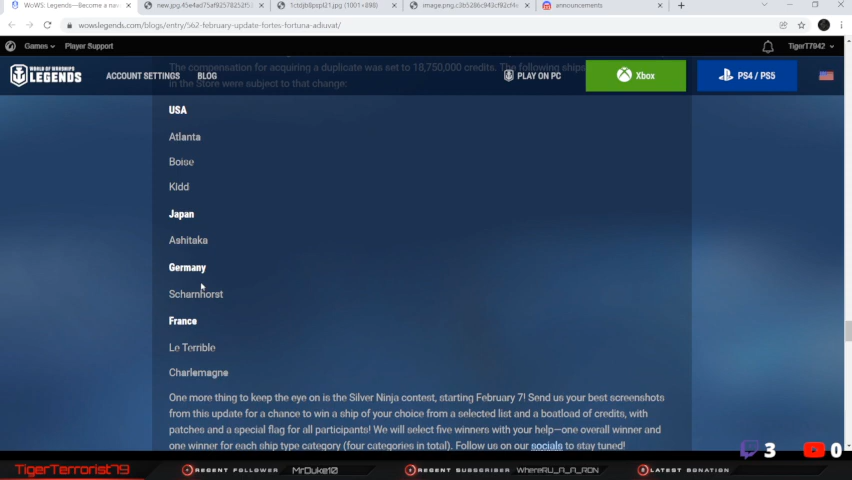 WoWS: Legends—Become a nav
new.jpg.45e4ad75af92578252f5
1ctdjtb8pspl21.jpg (1001×898)
image.png.c3b5286c943cf92cf4c
announcements
wowslegends.com/blogs/entry/562-february-update-fortes-fortuna-adiuvat/
Games
Player Support
TigerT7942
WORLD OF WARSHIPS
LEGENDS
ACCOUNT SETTINGS
BLOG
PLAY ON PC
Xbox
PS4 / PS5
The compensation for acquiring a duplicate was set to 18,750,000 credits. The following ships
in the Store were subject to that change:
USA
Atlanta
Boise
Kidd
Japan
Ashitaka
Germany
Scharnhorst
France
Le Terrible
Charlemagne
One more thing to keep the eye on is the Silver Ninja contest, starting February 7! Send us your best screenshots
from this update for a chance to win a ship of your choice from a selected list and a boatload of credits, with
patches and a special flag for all participants! We will select five winners with your help—one overall winner and
one winner for each ship type category (four categories in total). Follow us on our socials to stay tuned!
3
0
TigerTerrorist79
RECENT FOLLOWER
MrDuke10
RECENT SUBSCRIBER
WhereRU_A_A_RON
LATEST DONATION